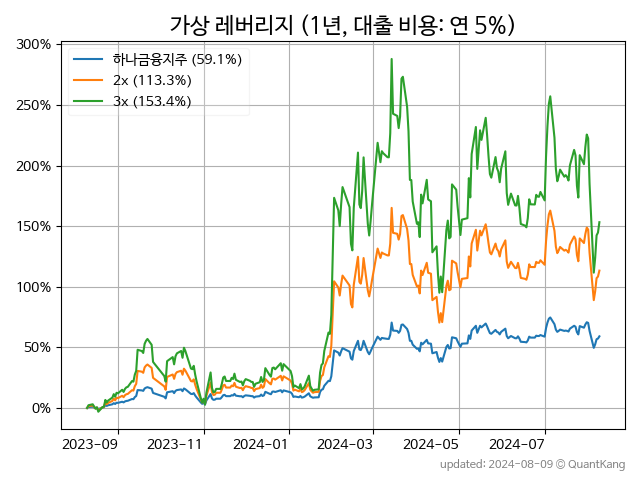 가상 레버리지 (1년, 대출 비용: 연 5%)
300%
250%
200%
150%
100%
50%
0%
하나금융지주 (59.1%)
2x (113.3%)
3x (153.4%)
2023-09 2023-11 2024-01 2024-03 2024-05 2024-07
updated: 2024-08-09 © QuantKang